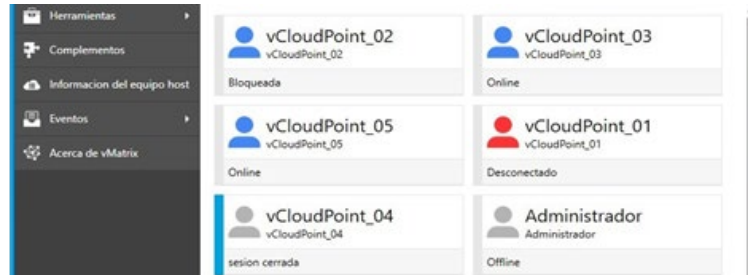 Herramientas
Complementos
Informacion del equipo host
Eventos
Acerca de vMatrix
vCloudPoint_02
vCloudPoint_02
Bloqueada
vCloudPoint_03
vCloudPoint_03
Online
vCloudPoint_05
vCloudPoint_05
Online
vCloudPoint_01
vCloudPoint_01
Desconectado
vCloudPoint_04
vCloudPoint_04
sesion cerrada
Administrador
Administrador
Offline